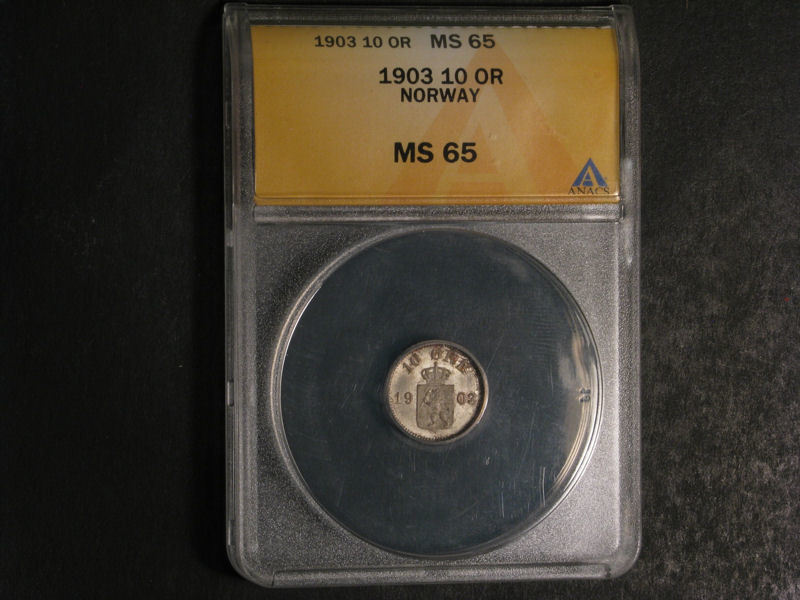 1903 10 OR MS 65
1903 10 OR
NORWAY
MS 65
ANACS
10 ØRE
19 03